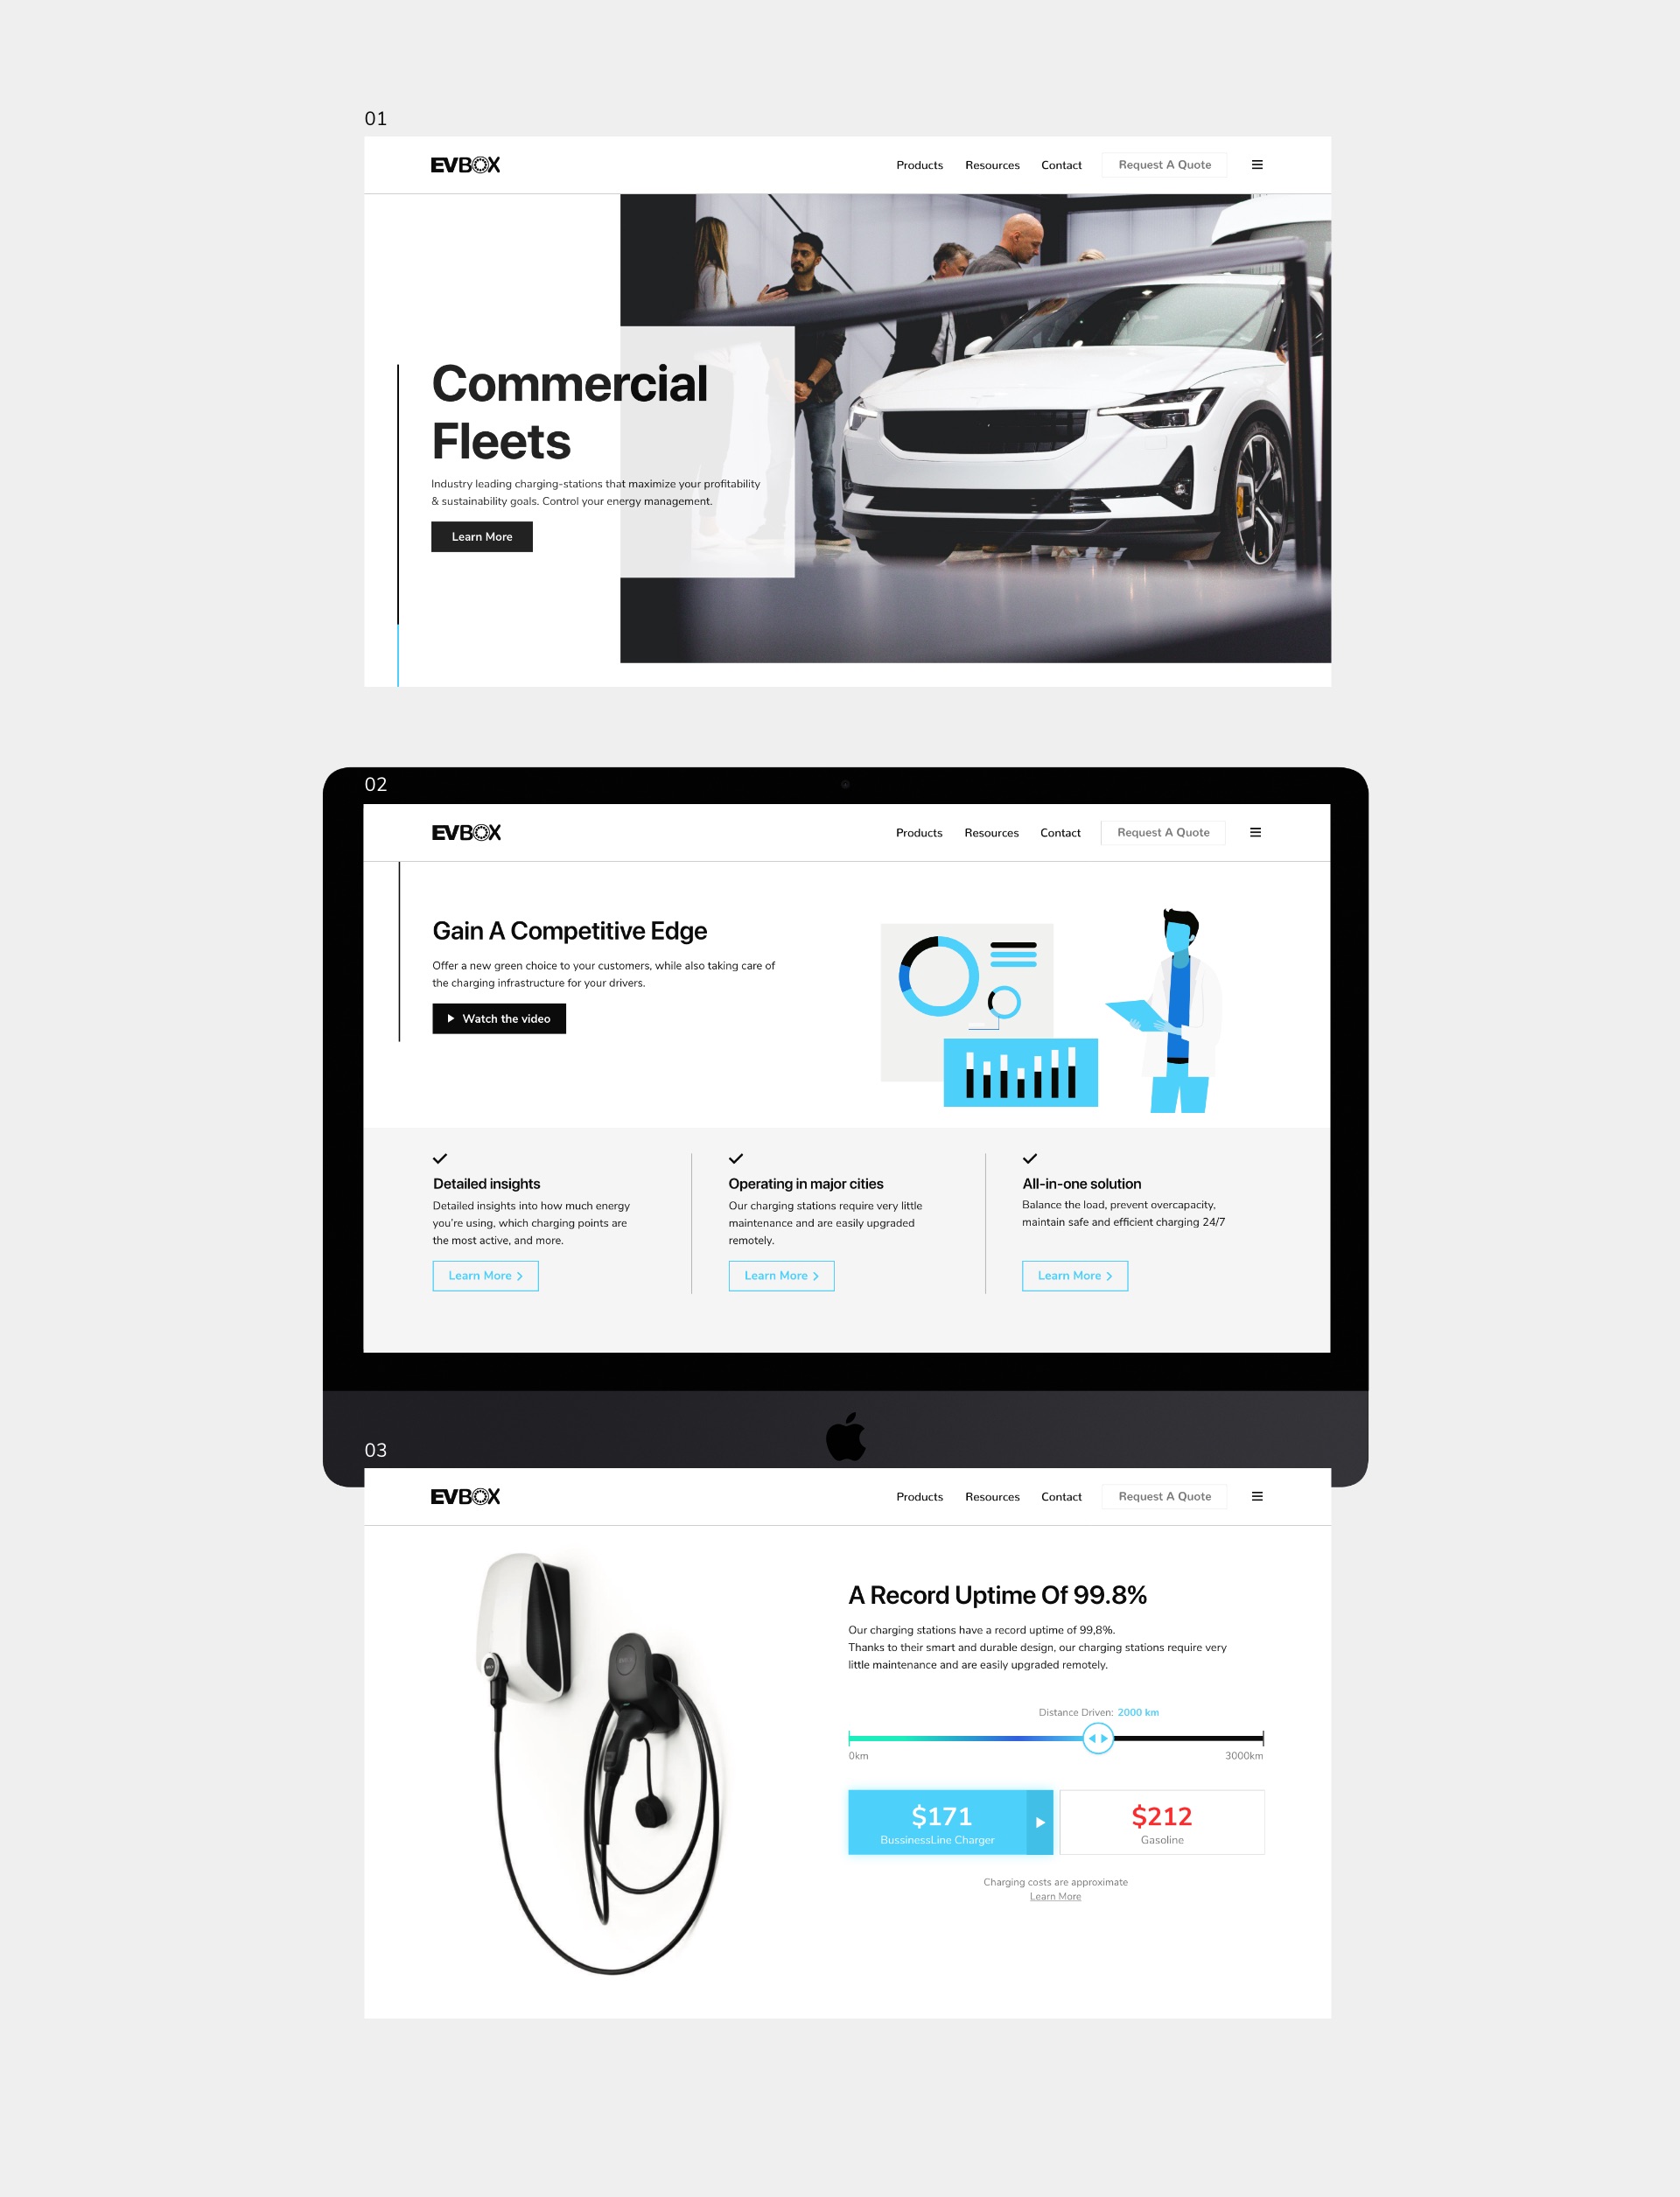 01
EVBOX
Products
Resources
Contact
Request A Quote
Commercial
Fleets
Industry leading charging-stations that maximize your profitability
& sustainability goals. Control your energy management.
Learn More
02
EVBOX
Products
Resources
Contact
Request A Quote
Gain A Competitive Edge
Offer a new green choice to your customers, while also taking care of
the charging infrastructure for your drivers.
Watch the video
Detailed insights
Detailed insights into how much energy
you're using, which charging points are
the most active, and more.
Learn More
Operating in major cities
Our charging stations require very little
maintenance and are easily upgraded
remotely.
Learn More
All-in-one solution
Balance the load, prevent overcapacity,
maintain safe and efficient charging 24/7
Learn More
03
EVBOX
Products
Resources
Contact
Request A Quote
A Record Uptime Of 99.8%
Our charging stations have a record uptime of 99,8%.
Thanks to their smart and durable design, our charging stations require very
little maintenance and are easily upgraded remotely.
Distance Driven: 2000 km
0km
3000km
$171
BussinessLine Charger
$212
Gasoline
Charging costs are approximate
Learn More